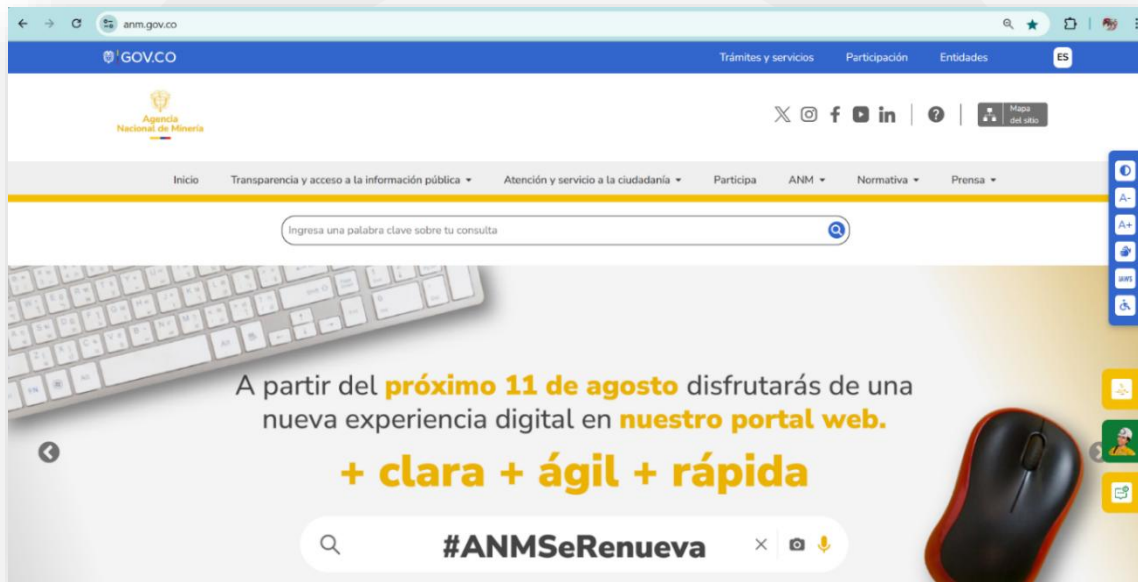 anm.gov.co
GOV.CO
Trámites y servicios Participación Entidades ES
Agencia
Nacional de Minería
Mapa
del sitio
Inicio Transparencia y acceso a la información pública Atención y servicio a la ciudadanía Participa ANM Normativa Prensa
A-
A+
Ingresa una palabra clave sobre tu consulta
A partir del próximo 11 de agosto disfrutarás de una
nueva experiencia digital en nuestro portal web.
+ clara + ágil + rápida
#ANMSeRenueva